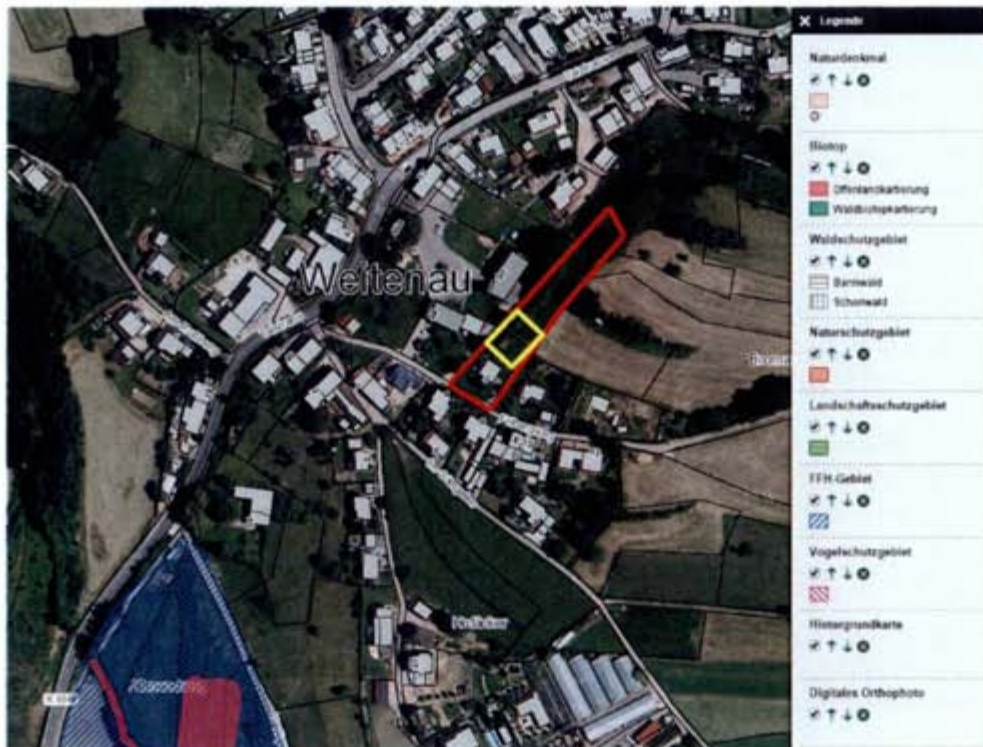 Weitenau
× Legende
Naturdenkmal
Biotop
Offenlandkartierung
Waldbiotopkartierung
Waldschutzgebiet
Bannwald
Schonwald
Naturschutzgebiet
Landschaftsschutzgebiet
FFH-Gebiet
Vogelschutzgebiet
Hintergrundkarte
Digitales Orthophoto